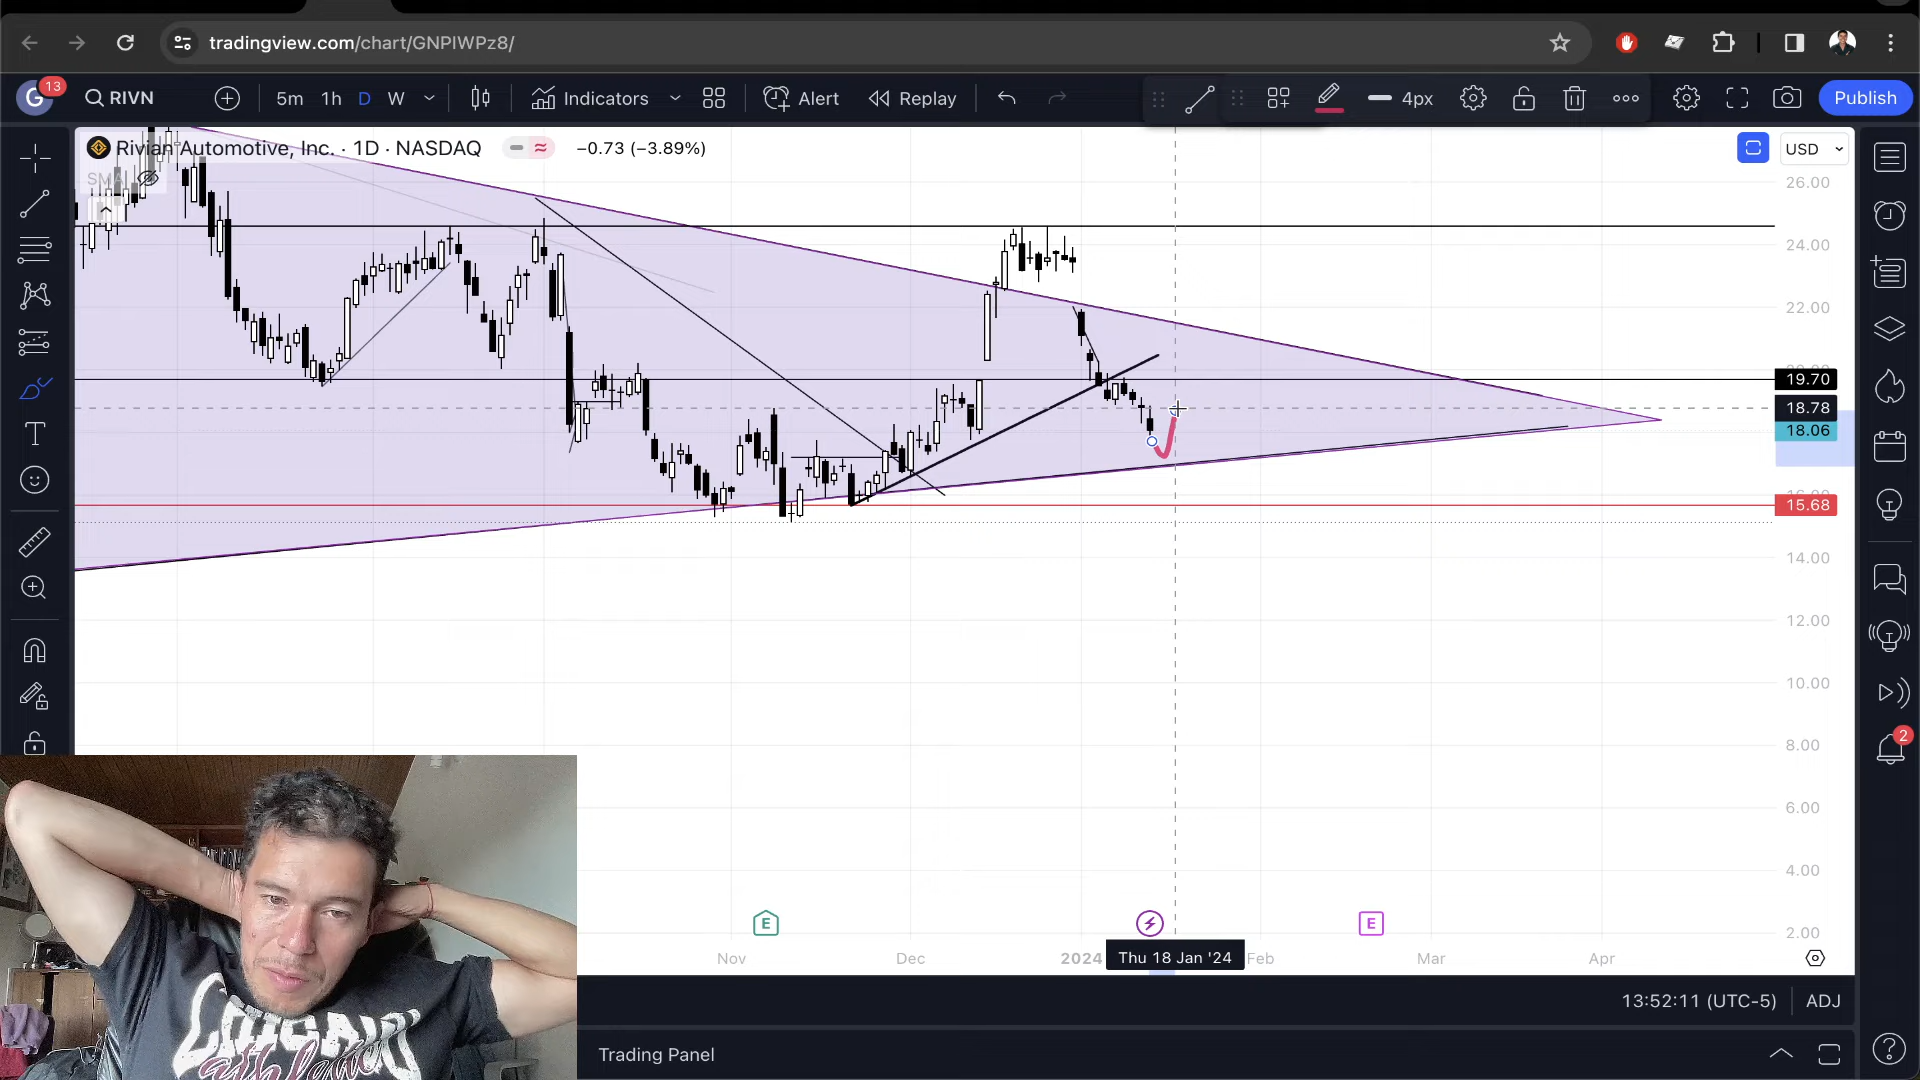 tradingview.com/chart/GNPIWPz8/
G 13 RIVN 5m 1h D W Indicators Alert Replay 4px Publish
Rivian Automotive, Inc. · 1D · NASDAQ −0.73 (−3.89%) USD
SMA
26.00
24.00
22.00
19.70
18.78
18.06
15.68
14.00
12.00
10.00
8.00
6.00
4.00
2.00
2
E E
Nov Dec 2024 Thu 18 Jan '24 Feb Mar Apr
13:52:11 (UTC-5) ADJ
Trading Panel